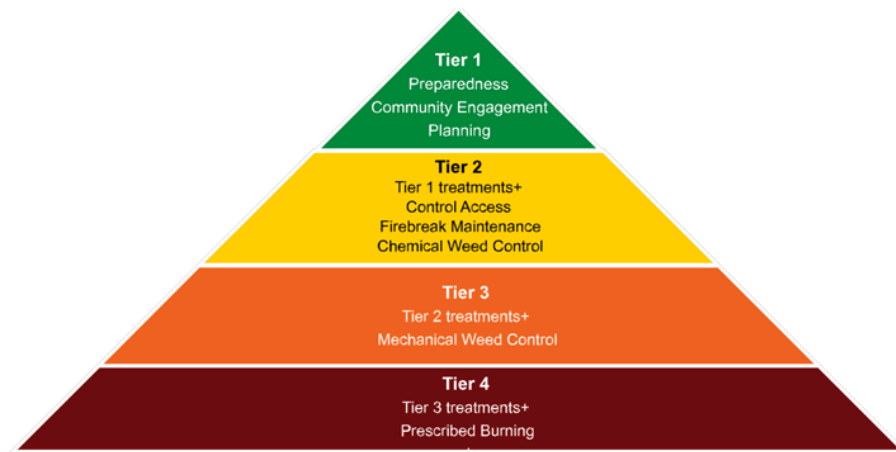 Tier 1
Preparedness
Community Engagement
Planning
Tier 2
Tier 1 treatments+
Control Access
Firebreak Maintenance
Chemical Weed Control
Tier 3
Tier 2 treatments+
Mechanical Weed Control
Tier 4
Tier 3 treatments+
Prescribed Burning